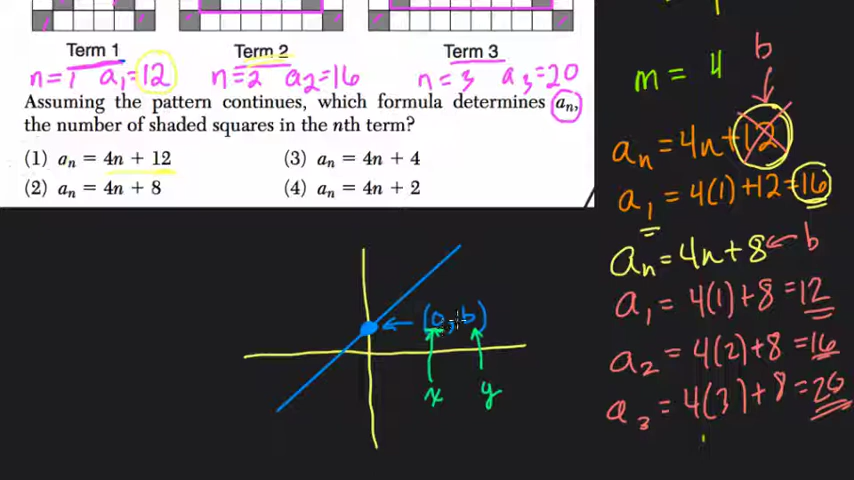 Term 1 Term 2 Term 3
n=1 a1=12 n=2 a2=16 n=3 a3=20
Assuming the pattern continues, which formula determines an,
the number of shaded squares in the nth term?
(1) an = 4n + 12 (3) an = 4n + 4
(2) an = 4n + 8 (4) an = 4n + 2
b
m = 4
an = 4n+12
a1 = 4(1)+12=16
an = 4n+8 ← b
a1 = 4(1)+8=12
a2 = 4(2)+8=16
a3 = 4(3)+8=20
← (0,b)
x y